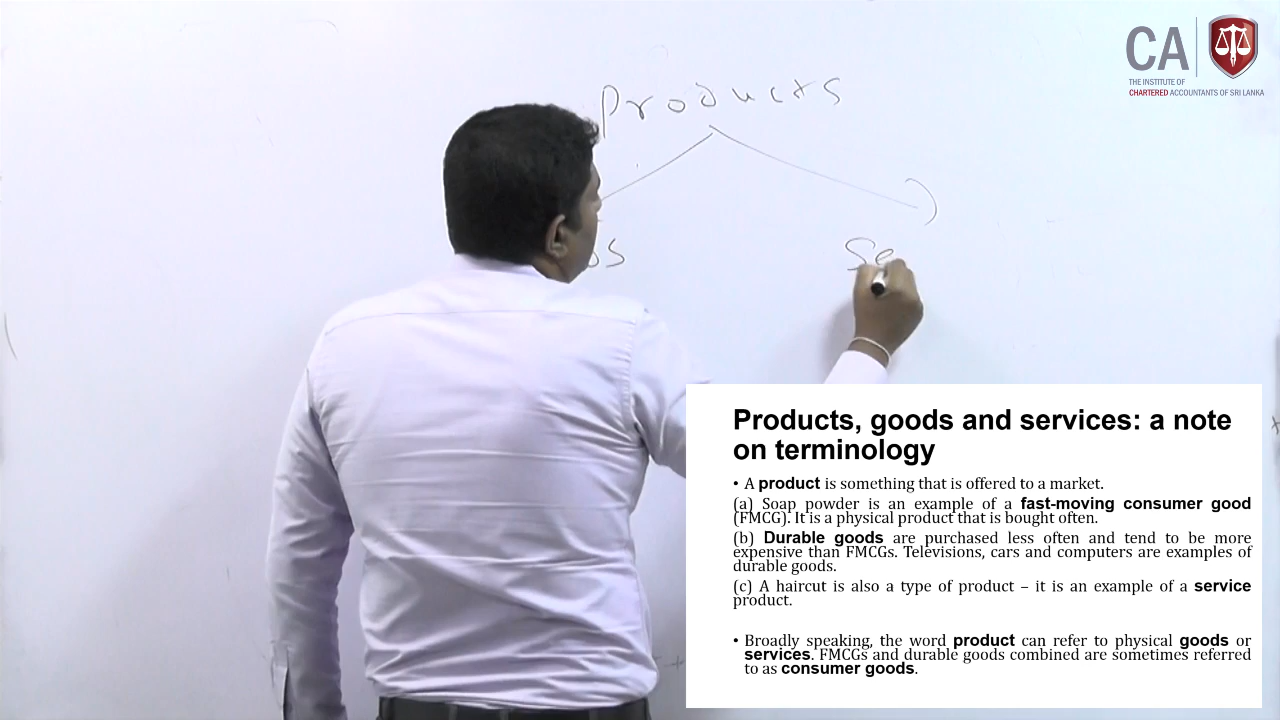 CA
THE INSTITUTE OF
CHARTERED ACCOUNTANTS OF SRI LANKA
Products
Se
Products, goods and services: a note
on terminology
• A product is something that is offered to a market.
(a) Soap powder is an example of a fast-moving consumer good
(FMCG). It is a physical product that is bought often.
(b) Durable goods are purchased less often and tend to be more
expensive than FMCGs. Televisions, cars and computers are examples of
durable goods.
(c) A haircut is also a type of product – it is an example of a service
product.
• Broadly speaking, the word product can refer to physical goods or
services. FMCGs and durable goods combined are sometimes referred
to as consumer goods.